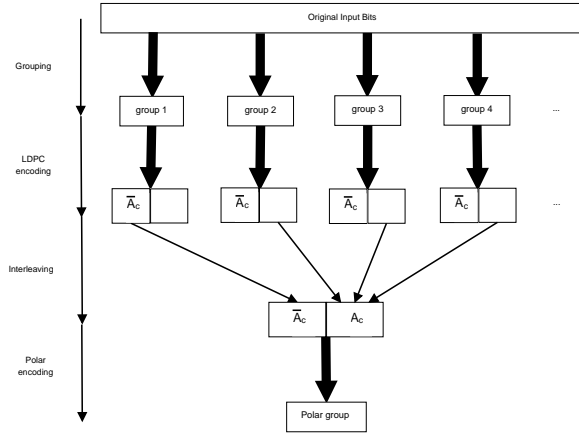 Original Input Bits
Grouping
group 1 group 2 group 3 group 4 ...
LDPC
encoding
A̅c A̅c A̅c A̅c ...
Interleaving
A̅c Ac
Polar
encoding
Polar group